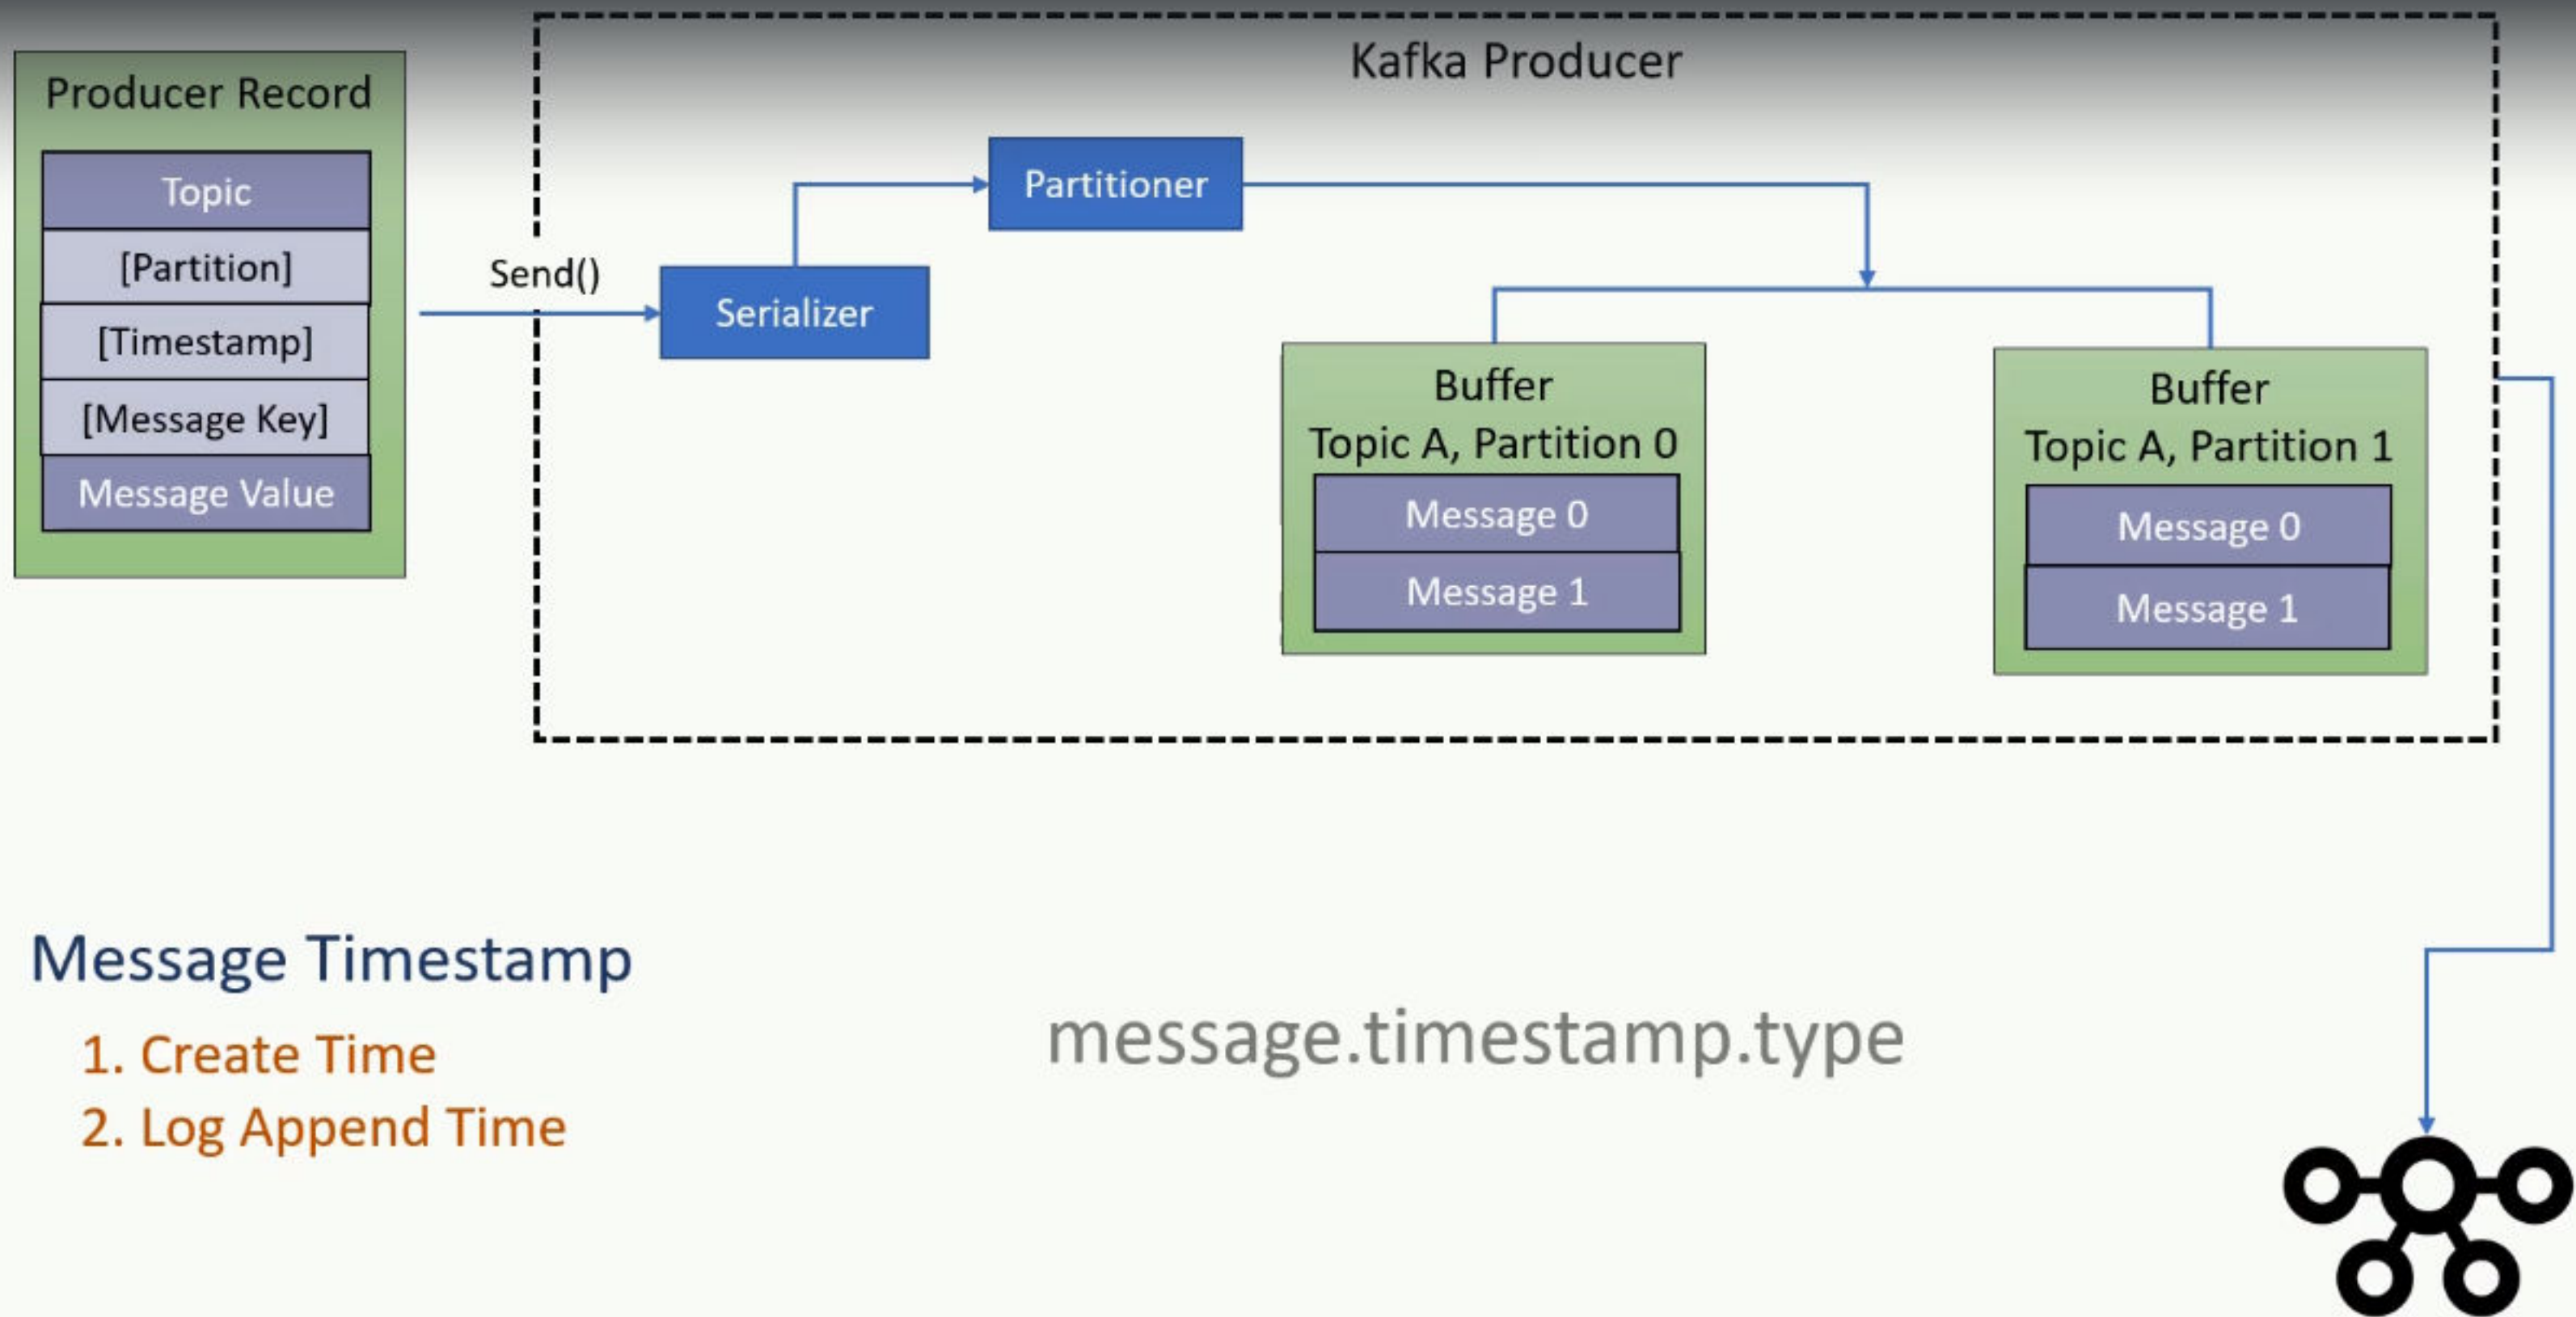 Kafka Producer
Producer Record
Topic
[Partition]
[Timestamp]
[Message Key]
Message Value
Send()
Serializer
Partitioner
Buffer
Topic A, Partition 0
Message 0
Message 1
Buffer
Topic A, Partition 1
Message 0
Message 1
Message Timestamp
1. Create Time
2. Log Append Time
message.timestamp.type